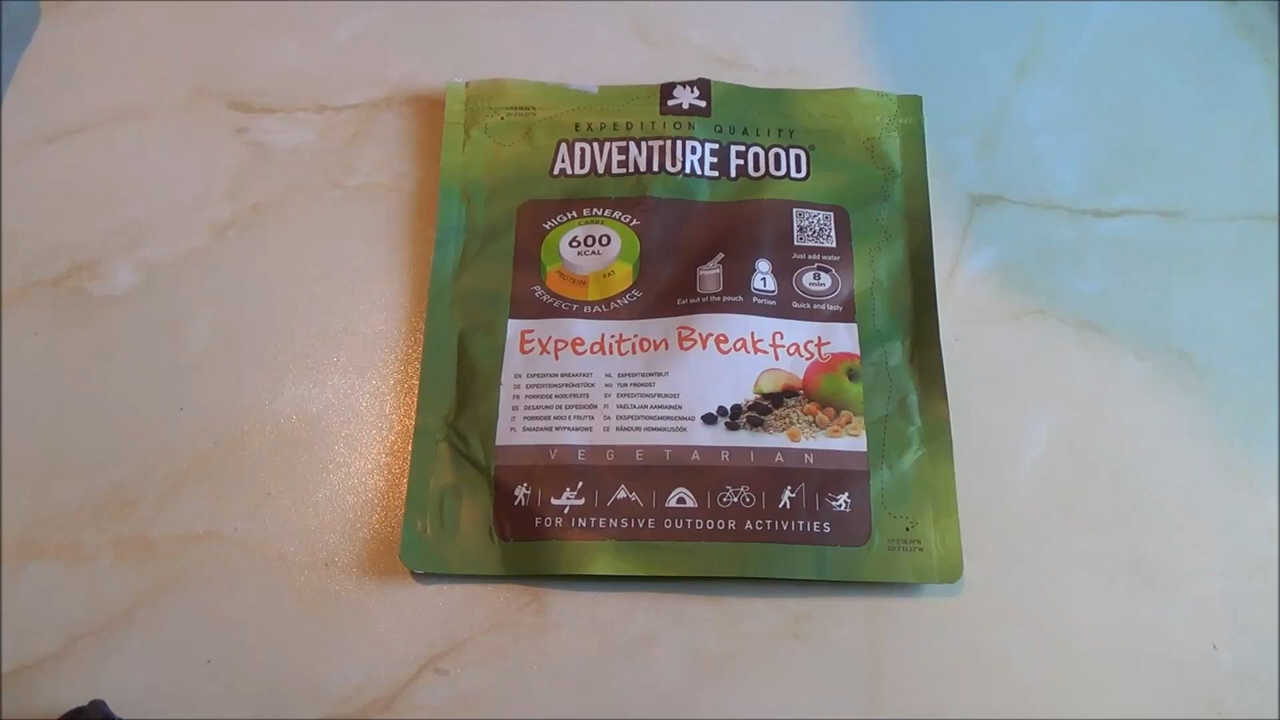 EXPEDITION QUALITY
ADVENTURE FOOD
HIGH ENERGY
CARBS
600
KCAL
PROTEIN
FAT
PERFECT BALANCE
Eat out of the pouch
1
Portion
Just add water
8
min
Quick and tasty
Expedition Breakfast
EN EXPEDITION BREAKFAST
DE EXPEDITIONSFRÜHSTÜCK
FR PORRIDGE NOIX/FRUITS
ES DESAYUNO DE EXPEDICIÓN
IT PORRIDGE NOCI E FRUTTA
PL ŚNIADANIE WYPRAWOWE
NL EXPEDITIEONTBIJT
NO TUR FROKOST
SV EXPEDITIONSFRUKOST
FI VAELTAJAN AAMIAINEN
DA EKSPEDITIONSMORGENMAD
EE RÄNDURI HOMMIKUSÖÖK
VEGETARIAN
FOR INTENSIVE OUTDOOR ACTIVITIES